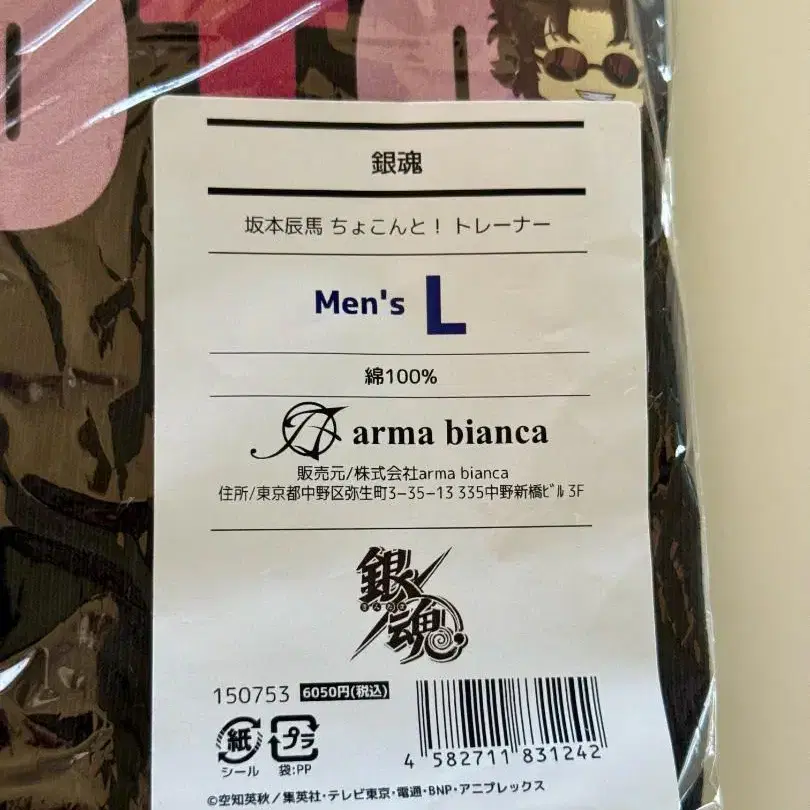 銀魂
坂本辰馬 ちょこんと！ トレーナー
Men's L
綿100%
arma bianca
販売元/株式会社arma bianca
住所/東京都中野区弥生町3-35-13 335中野新橋ﾋﾞﾙ 3F
銀魂
ぎんたま
150753 6050円(税込)
紙 プラ
シール 袋:PP
4 582711 831242
©空知英秋/集英社・テレビ東京・電通・BNP・アニプレックス